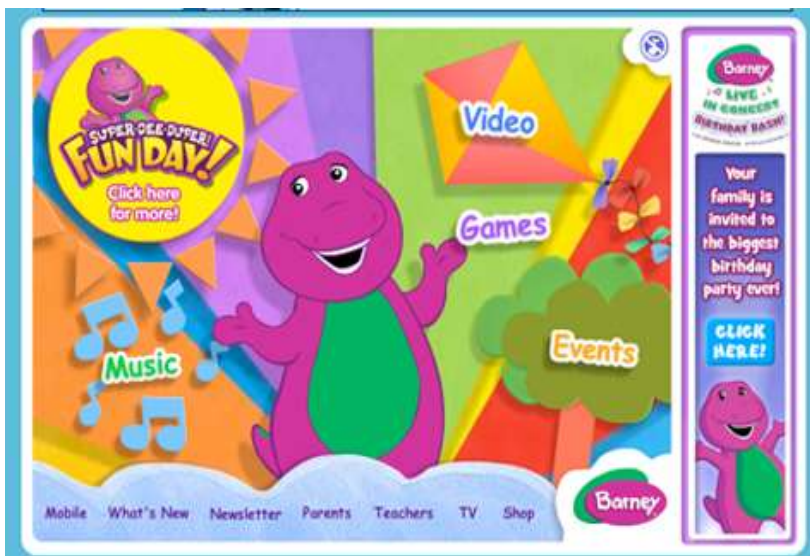 SUPER-DEE-DUPER!
FUN DAY!
Click here
for more!
Video
Games
Music
Events
Mobile What's New Newsletter Parents Teachers TV Shop
Barney
Barney
LIVE
IN CONCERT
BIRTHDAY BASH!
Your
family is
invited to
the biggest
birthday
party ever!
CLICK
HERE!